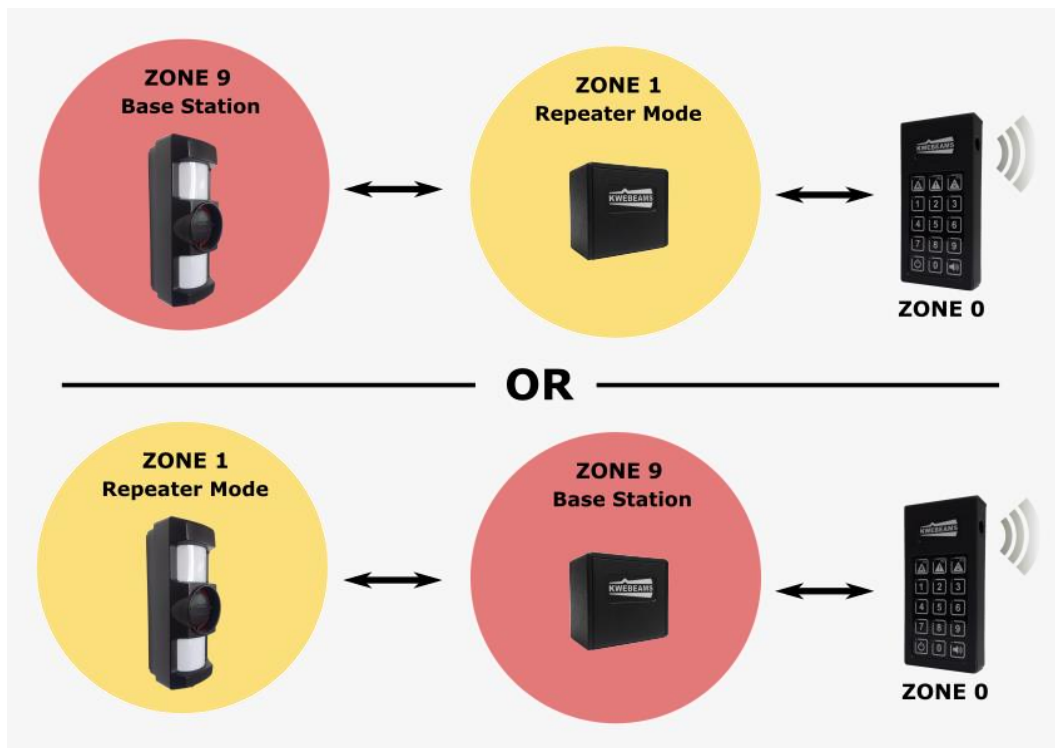 ZONE 9
Base Station
ZONE 1
Repeater Mode
KWEBEAMS
KWEBEAMS
1 2 3
4 5 6
7 8 9
0
ZONE 0
OR
ZONE 1
Repeater Mode
ZONE 9
Base Station
KWEBEAMS
KWEBEAMS
1 2 3
4 5 6
7 8 9
0
ZONE 0